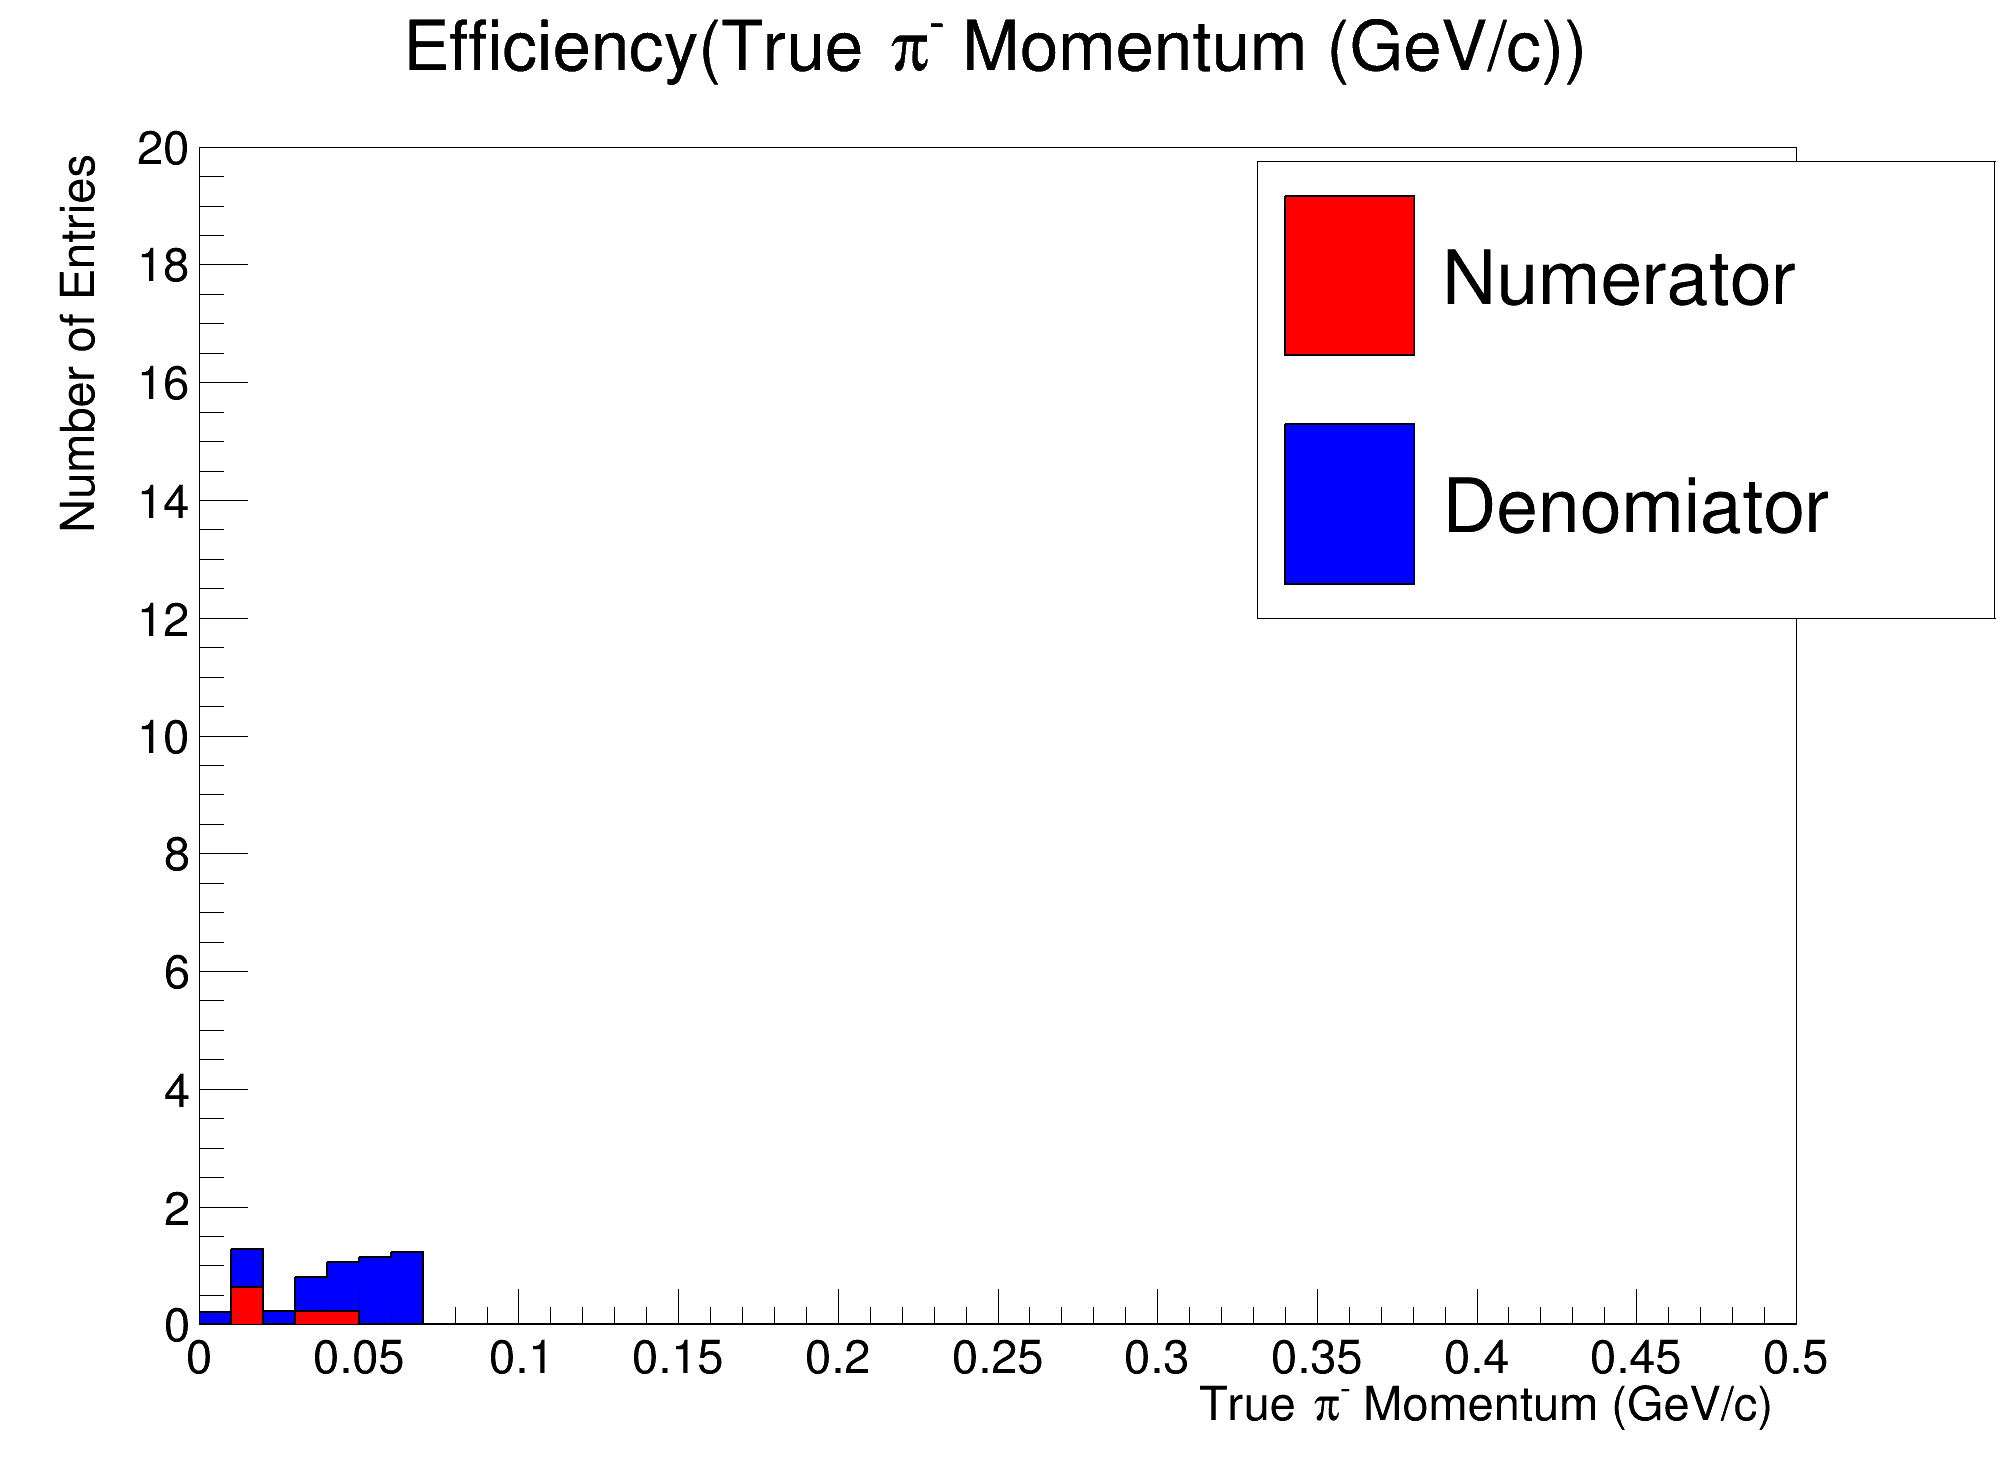 Efficiency(True π⁻ Momentum (GeV/c))
Number of Entries
20
18
16
14
12
10
8
6
4
2
0
Numerator
Denomiator
0 0.05 0.1 0.15 0.2 0.25 0.3 0.35 0.4 0.45 0.5
True π⁻ Momentum (GeV/c)